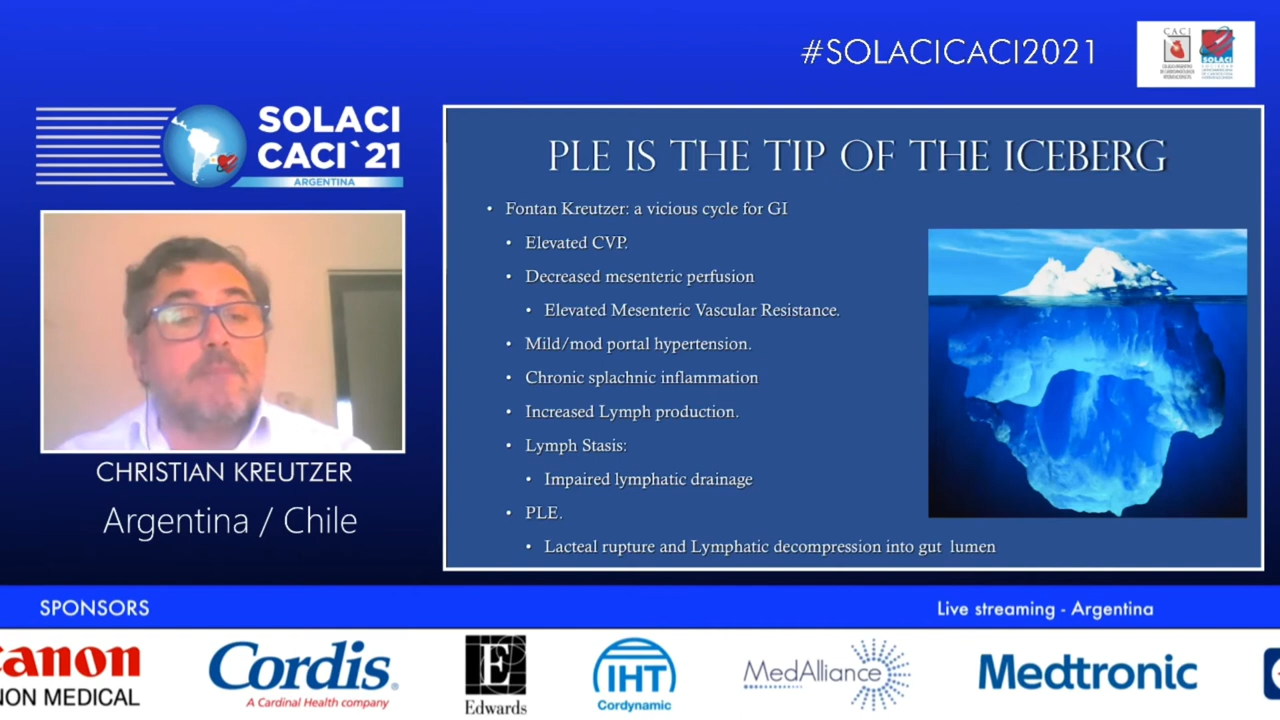 #SOLACICACI2021
CACI
SOLACI
SOLACI
CACI`21
ARGENTINA
PLE IS THE TIP OF THE ICEBERG
• Fontan Kreutzer: a vicious cycle for GI
• Elevated CVP.
• Decreased mesenteric perfusion
• Elevated Mesenteric Vascular Resistance.
• Mild/mod portal hypertension.
• Chronic splachnic inflammation
• Increased Lymph production.
• Lymph Stasis:
• Impaired lymphatic drainage
• PLE.
• Lacteal rupture and Lymphatic decompression into gut lumen
CHRISTIAN KREUTZER
Argentina / Chile
SPONSORS
Live streaming - Argentina
anon
NON MEDICAL
Cordis
A Cardinal Health company
E
Edwards
IHT
Cordynamic
MedAlliance
Medtronic